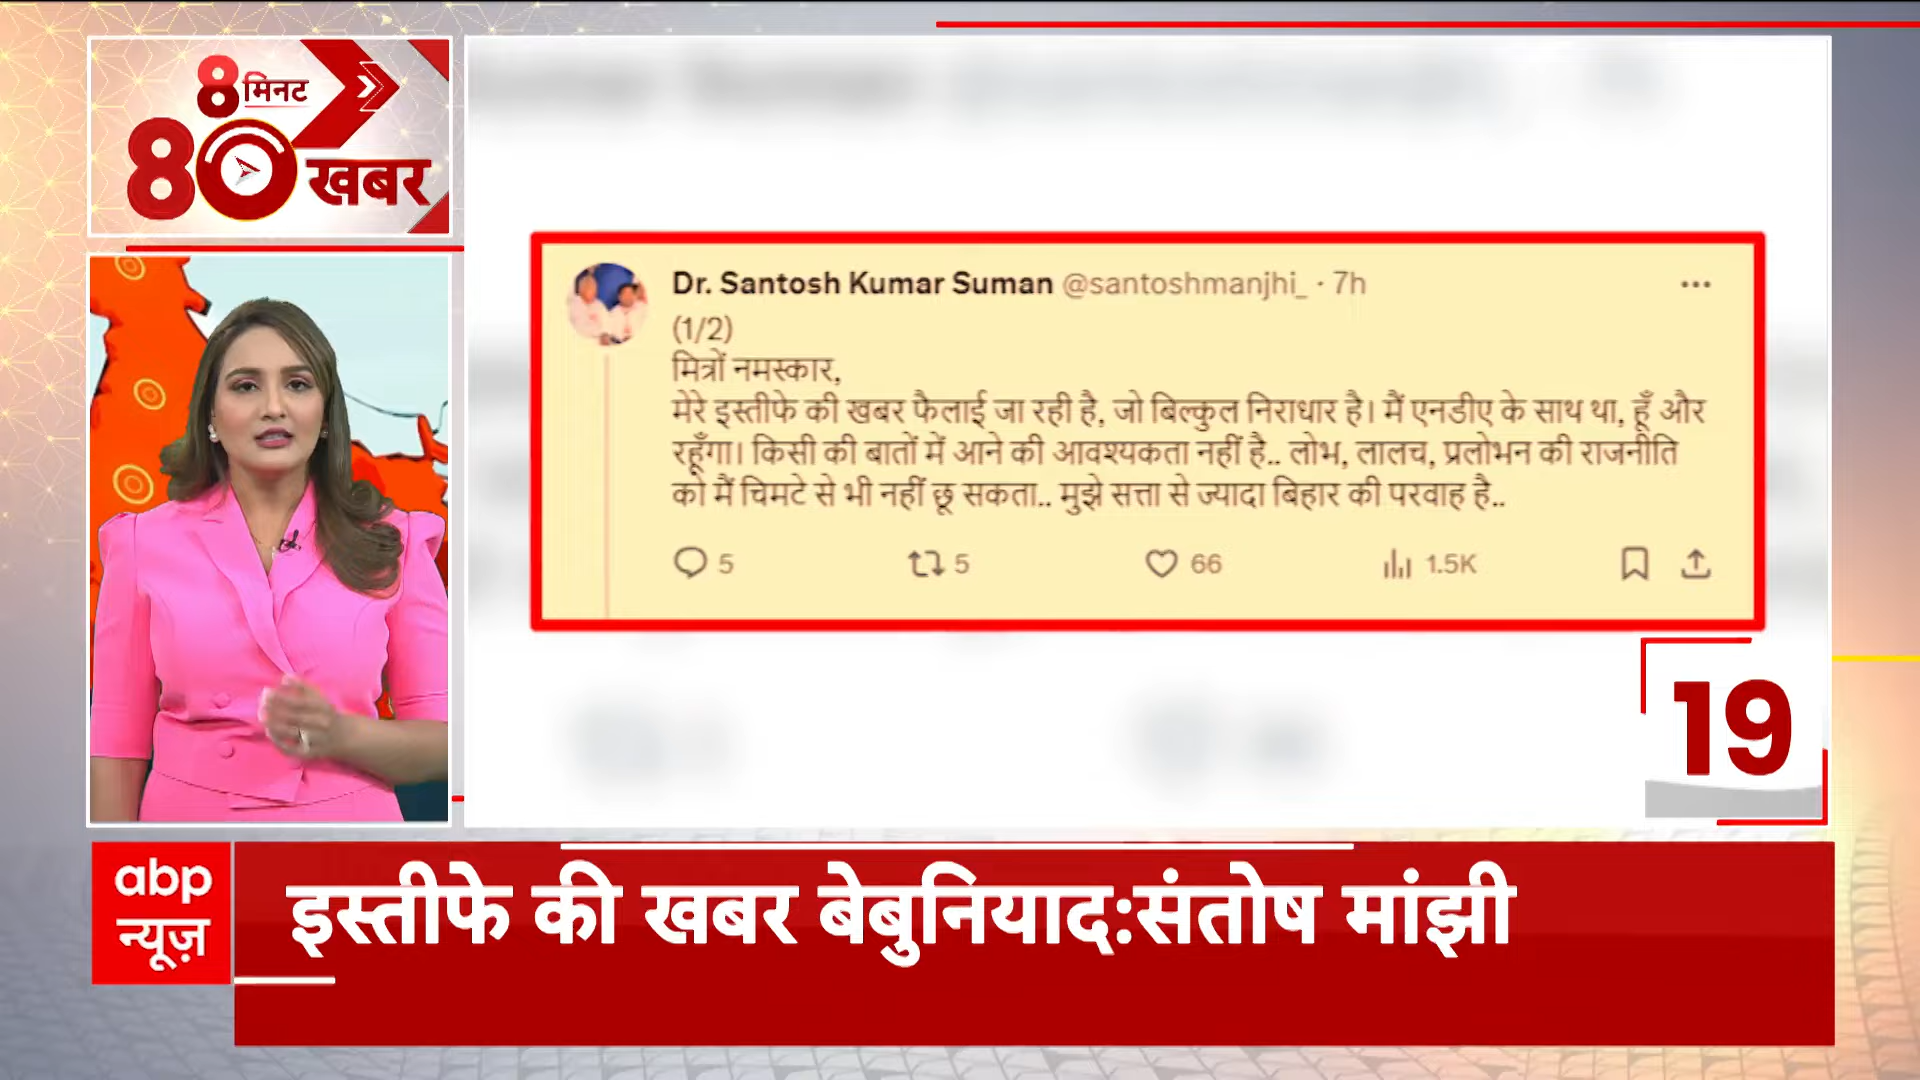 8 मिनट
80 खबर
Dr. Santosh Kumar Suman @santoshmanjhi_ · 7h
(1/2)
मित्रों नमस्कार,
मेरे इस्तीफे की खबर फैलाई जा रही है, जो बिल्कुल निराधार है। मैं एनडीए के साथ था, हूँ और
रहूँगा। किसी की बातों में आने की आवश्यकता नहीं है.. लोभ, लालच, प्रलोभन की राजनीति
को मैं चिमटे से भी नहीं छू सकता.. मुझे सत्ता से ज्यादा बिहार की परवाह है..
5 5 66 1.5K
19
abp
न्यूज़
इस्तीफे की खबर बेबुनियाद:संतोष मांझी